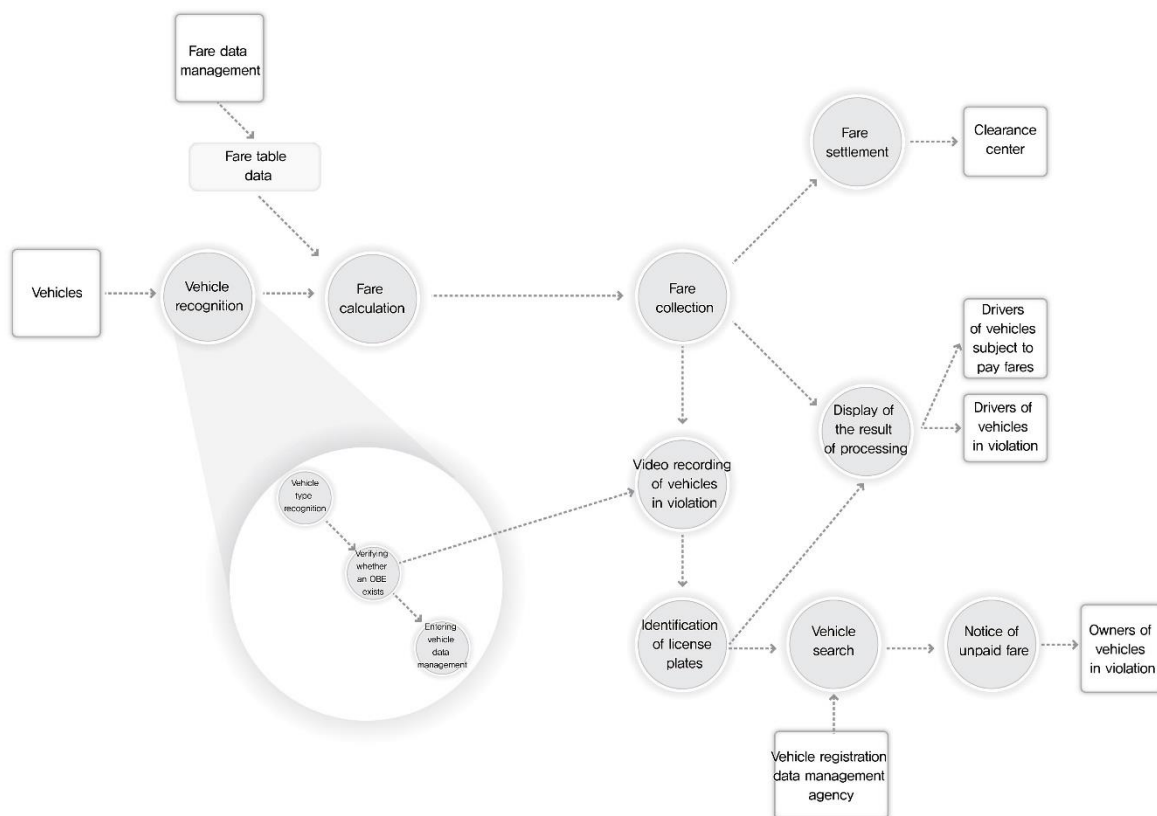 Fare data
management
Fare table
data
Vehicles
Vehicle
recognition
Fare
calculation
Fare
collection
Fare
settlement
Clearance
center
Drivers
of vehicles
subject to
pay fares
Drivers of
vehicles
in violation
Display of
the result
of processing
Video recording
of vehicles
in violation
Vehicle
type
recognition
Verifying
whether
an OBE
exists
Entering
vehicle
data
management
Identification
of license
plates
Vehicle
search
Notice of
unpaid fare
Owners of
vehicles
in violation
Vehicle registration
data management
agency